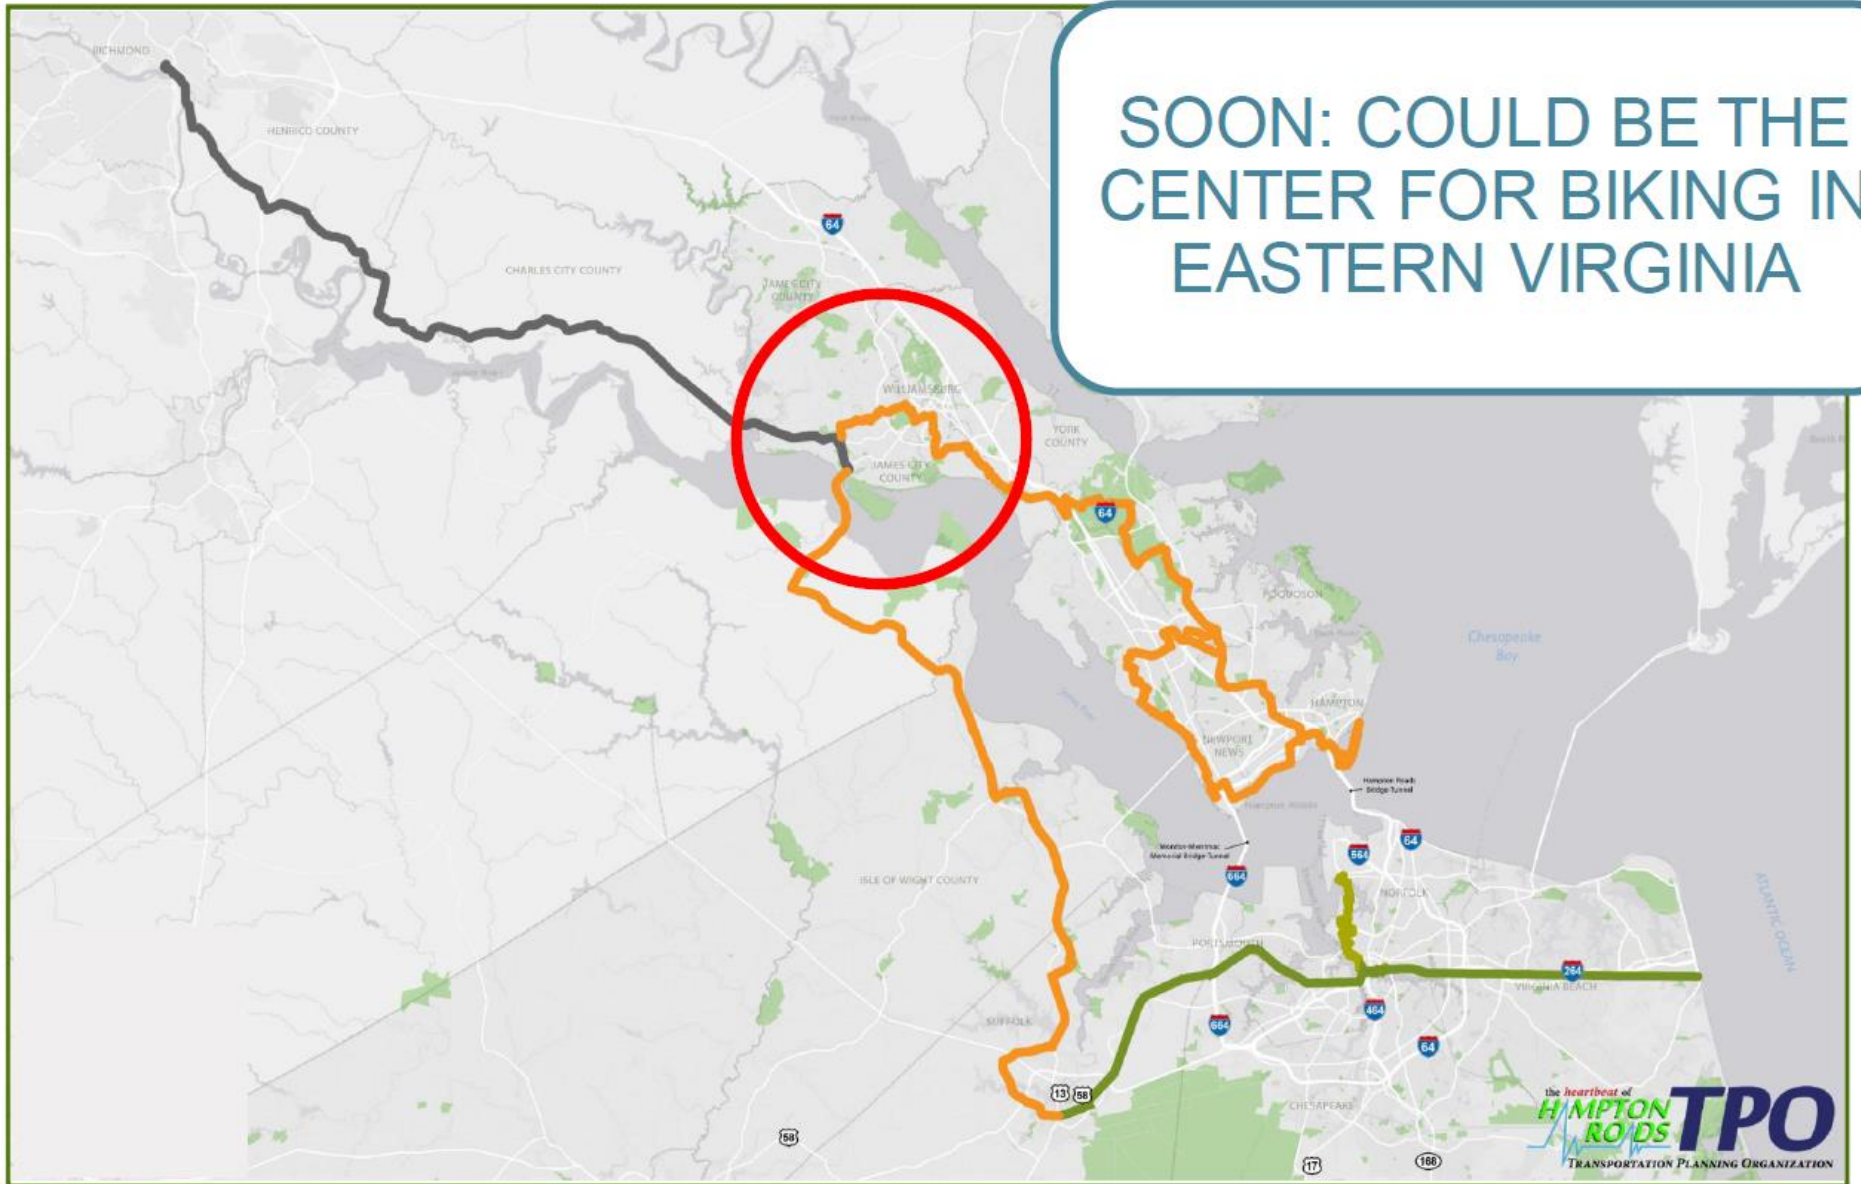 SOON: COULD BE THE
CENTER FOR BIKING IN
EASTERN VIRGINIA
RICHMOND
HENRICO COUNTY
64
CHARLES CITY COUNTY
JAMES CITY
COUNTY
WILLIAMSBURG
YORK
COUNTY
JAMES CITY
COUNTY
64
POQUOSON
Chesapeake
Bay
HAMPTON
NEWPORT
NEWS
Hampton Roads
Bridge-Tunnel
Hampton Roads
Monitor-Merrimac
Memorial Bridge-Tunnel
564
64
664
ISLE OF WIGHT COUNTY
NORFOLK
ATLANTIC OCEAN
PORTSMOUTH
264
VIRGINIA BEACH
464
SUFFOLK
664
64
13
58
CHESAPEAKE
58
17
168
the heartbeat of
HAMPTON
ROADS
TPO
TRANSPORTATION PLANNING ORGANIZATION